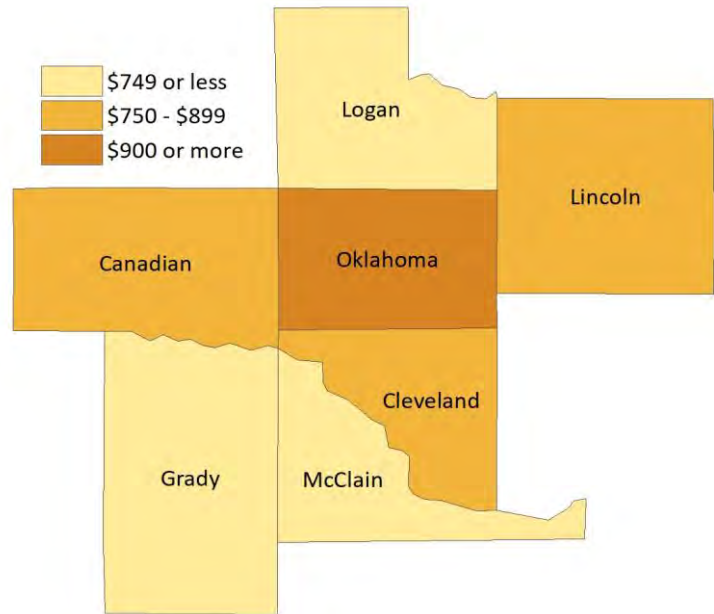 $749 or less
$750 - $899
$900 or more
Logan
Lincoln
Canadian
Oklahoma
Cleveland
Grady
McClain